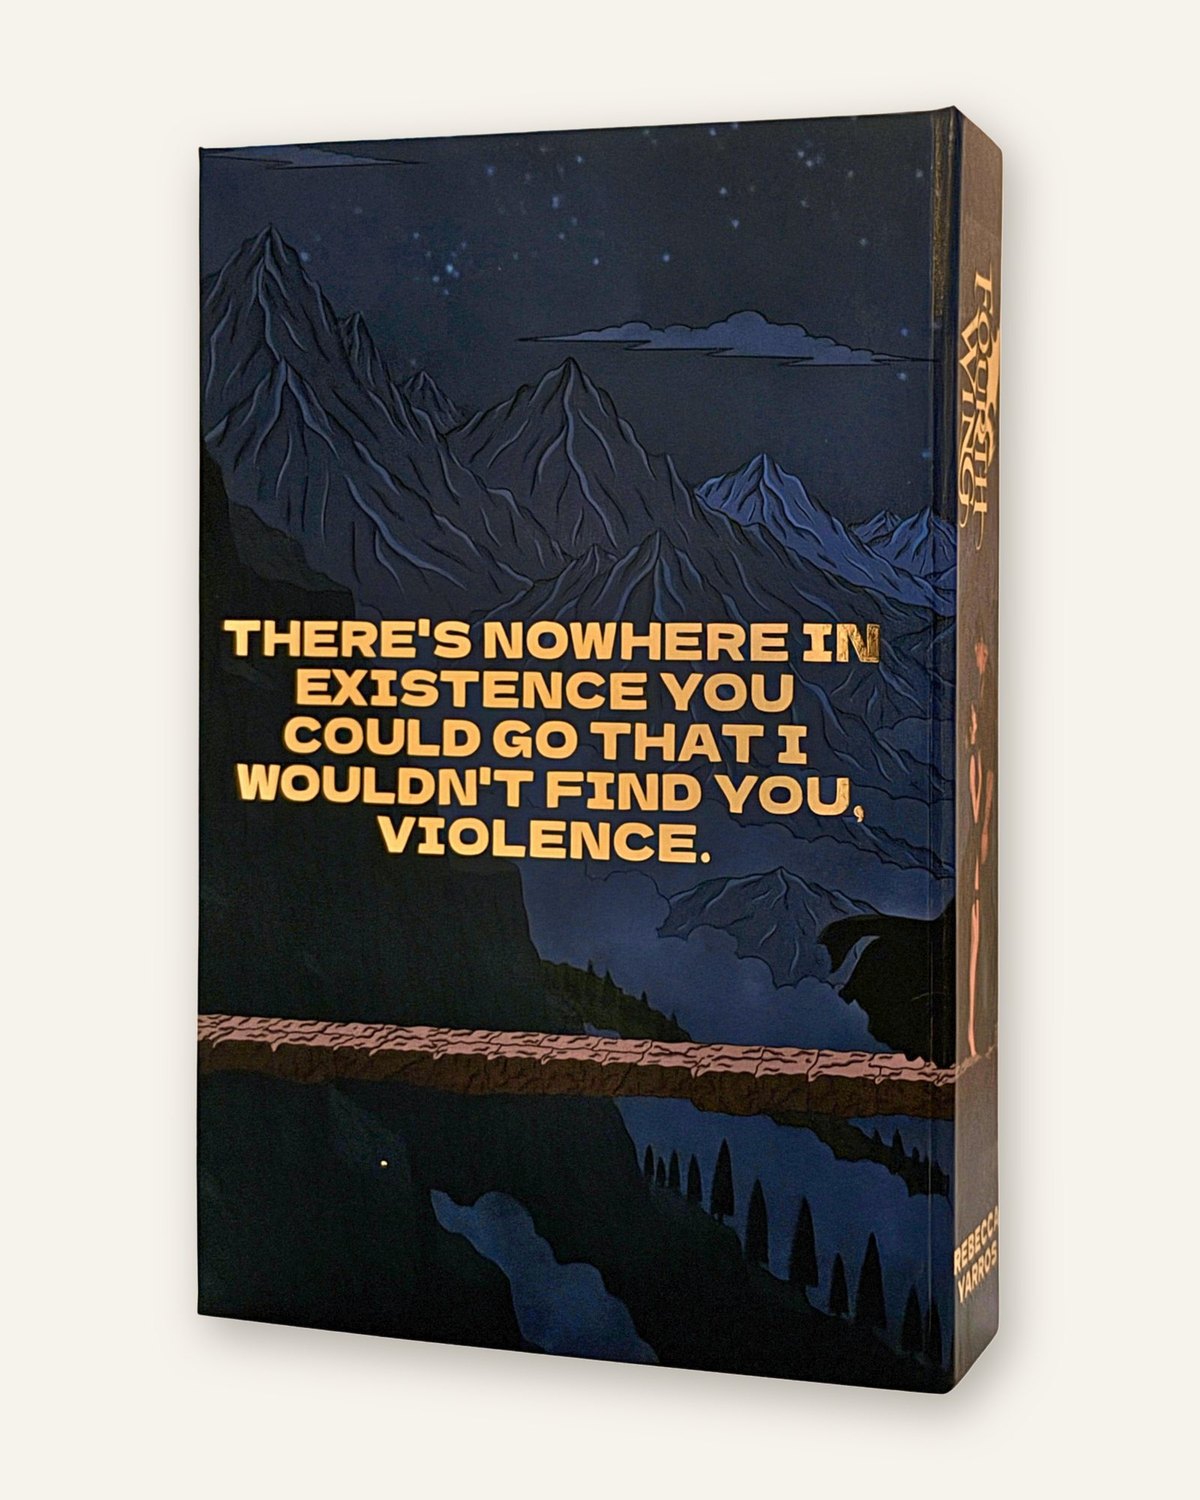 THERE'S NOWHERE IN
EXISTENCE YOU
COULD GO THAT I
WOULDN'T FIND YOU,
VIOLENCE.
FOURTH
WING
REBECCA
YARROS